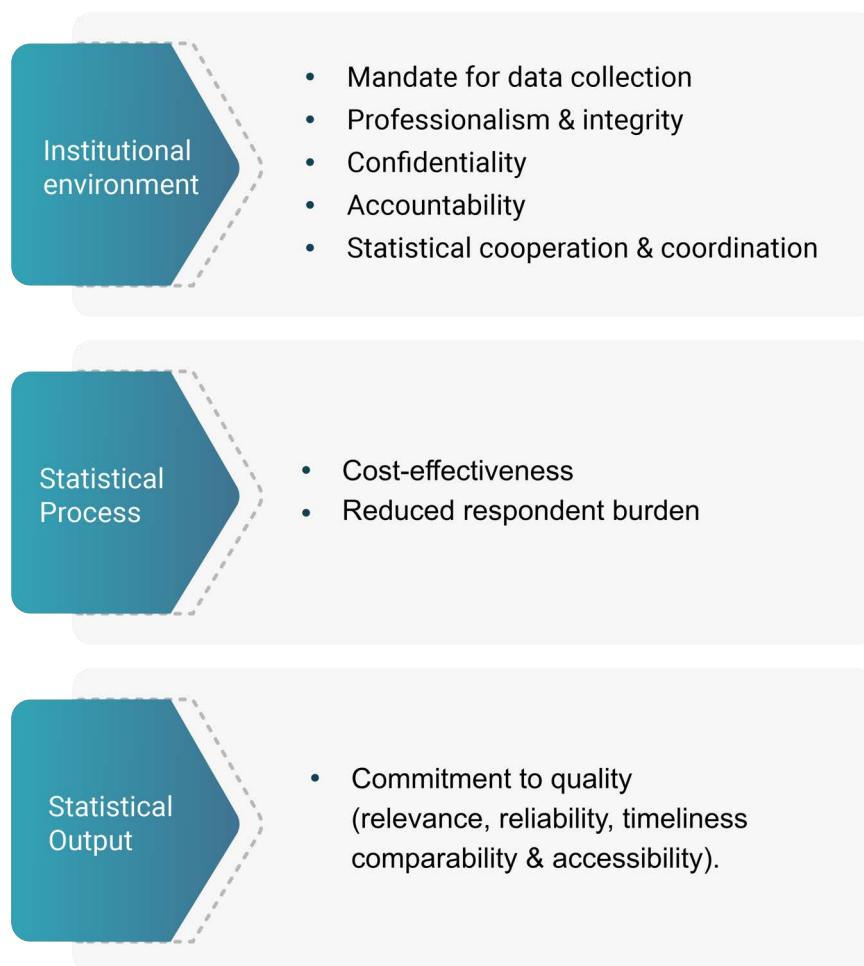 Institutional
environment
• Mandate for data collection
• Professionalism & integrity
• Confidentiality
• Accountability
• Statistical cooperation & coordination
Statistical
Process
• Cost-effectiveness
• Reduced respondent burden
Statistical
Output
• Commitment to quality
(relevance, reliability, timeliness
comparability & accessibility).